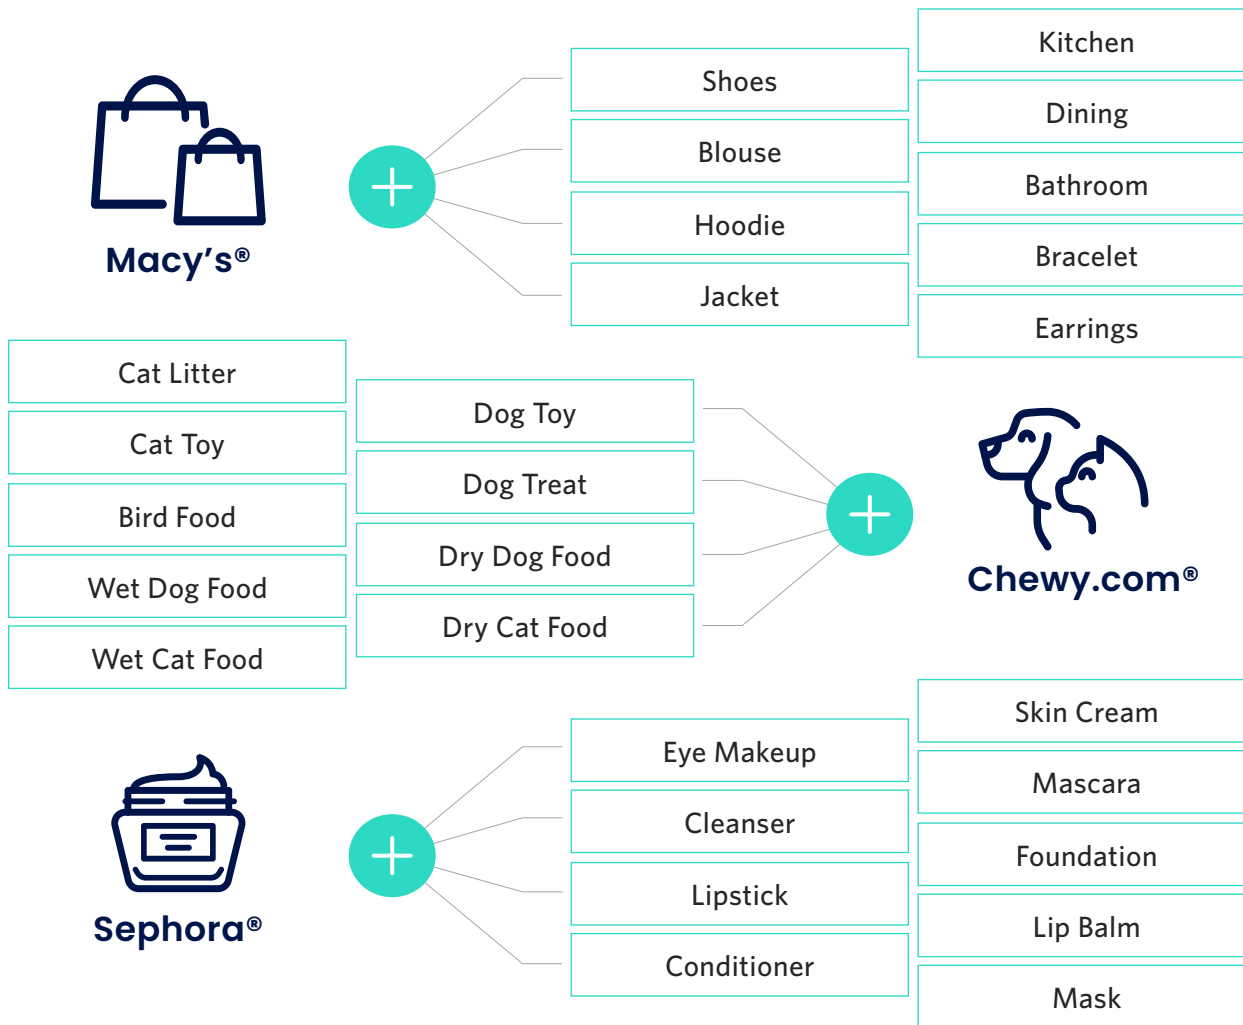 Macy's®
Shoes
Blouse
Hoodie
Jacket
Kitchen
Dining
Bathroom
Bracelet
Earrings
Cat Litter
Cat Toy
Bird Food
Wet Dog Food
Wet Cat Food
Dog Toy
Dog Treat
Dry Dog Food
Dry Cat Food
Chewy.com®
Sephora®
Eye Makeup
Cleanser
Lipstick
Conditioner
Skin Cream
Mascara
Foundation
Lip Balm
Mask